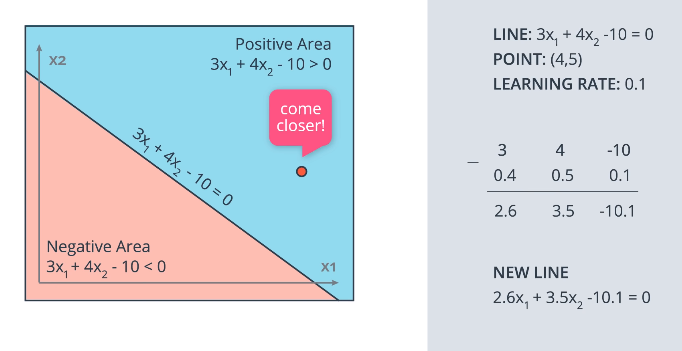 Positive Area
3x₁ + 4x₂ - 10 > 0
X2
come
closer!
3x₁ + 4x₂ - 10 = 0
Negative Area
3x₁ + 4x₂ - 10 < 0
X1
LINE: 3x₁ + 4x₂ -10 = 0
POINT: (4,5)
LEARNING RATE: 0.1
3 4 -10
− 0.4 0.5 0.1
2.6 3.5 -10.1
NEW LINE
2.6x₁ + 3.5x₂ -10.1 = 0